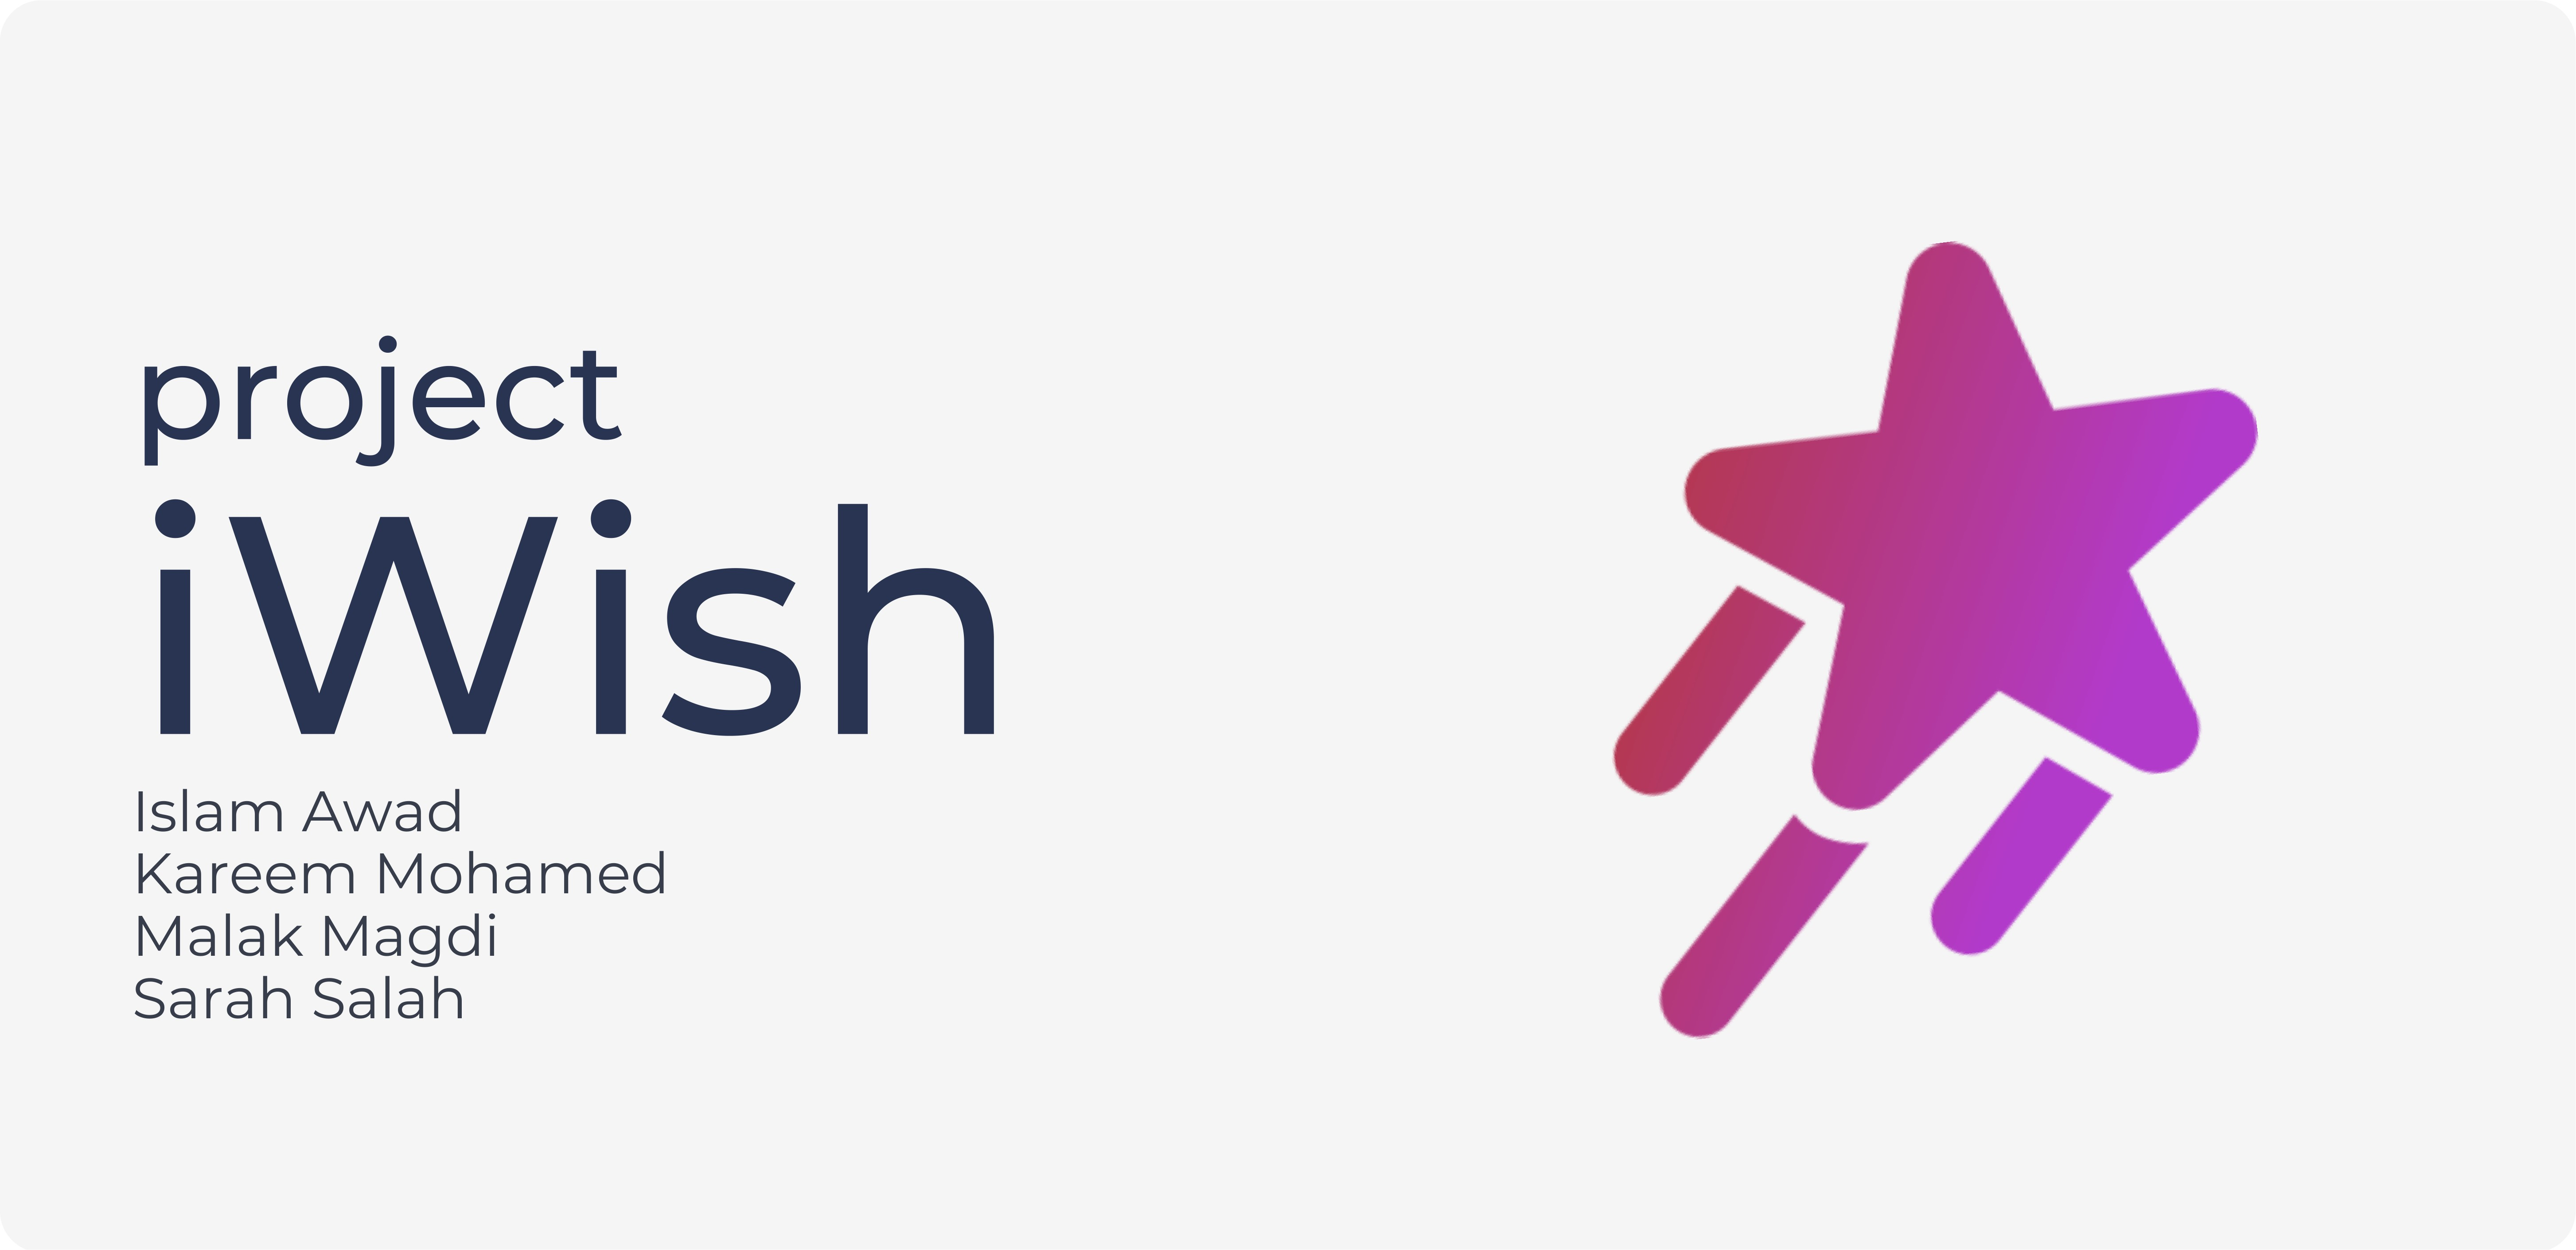 project
iWish
Islam Awad
Kareem Mohamed
Malak Magdi
Sarah Salah